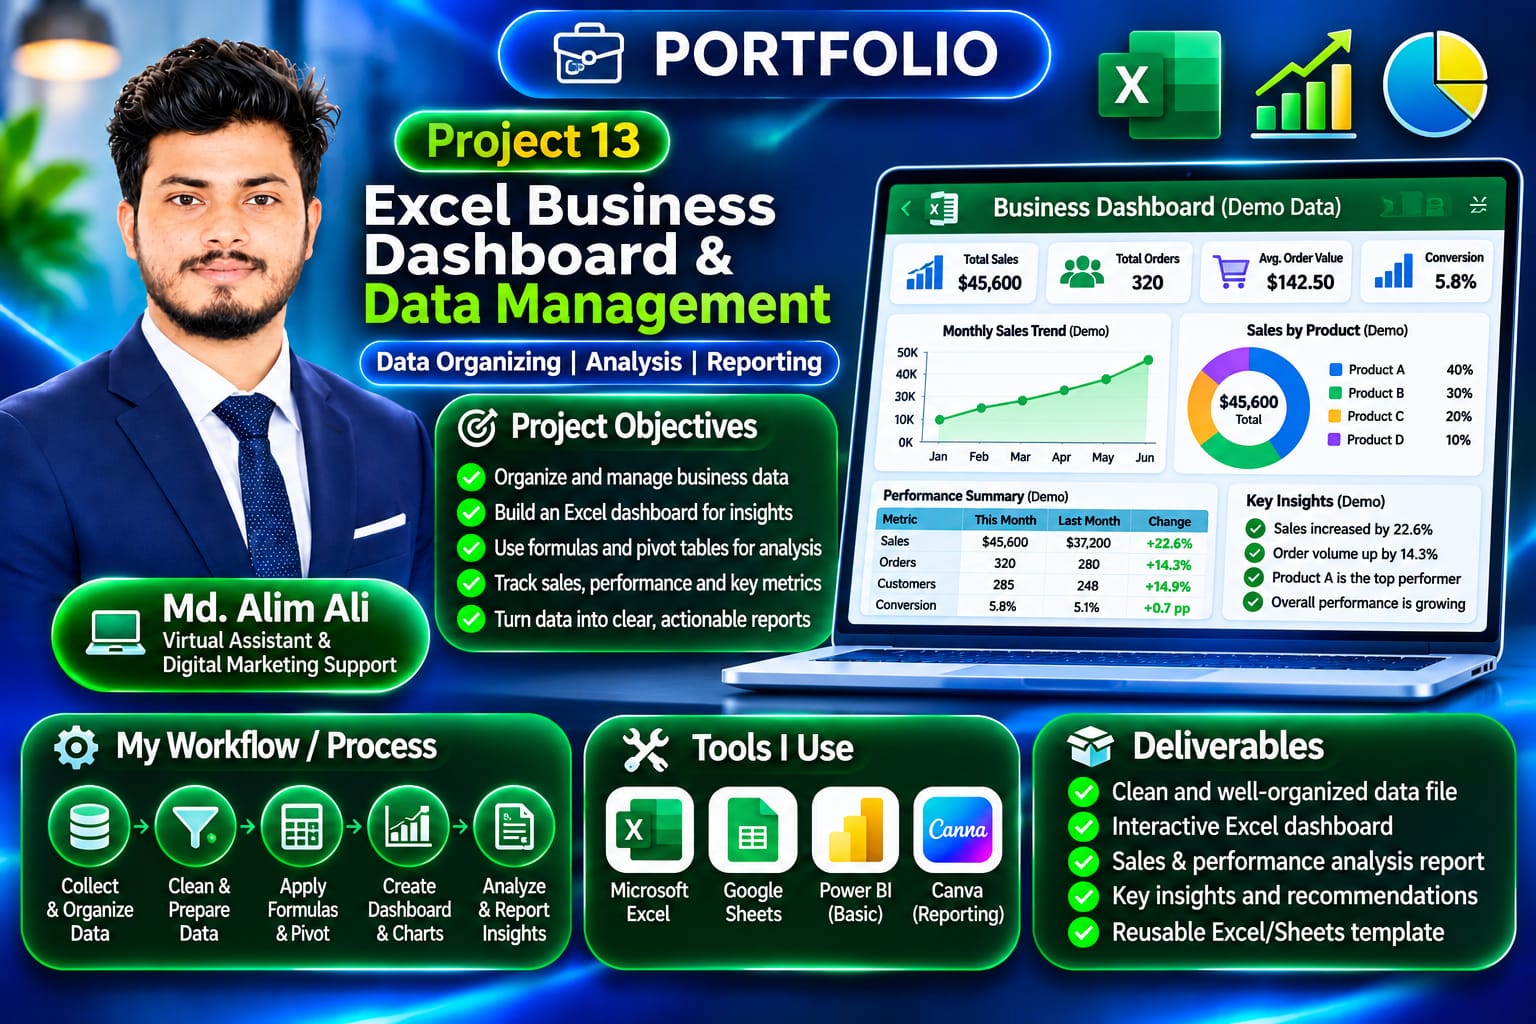 PORTFOLIO
Project 13
Excel Business
Dashboard &
Data Management
Data Organizing | Analysis | Reporting
Project Objectives
Organize and manage business data
Build an Excel dashboard for insights
Use formulas and pivot tables for analysis
Track sales, performance and key metrics
Turn data into clear, actionable reports
Md. Alim Ali
Virtual Assistant &
Digital Marketing Support
X
X
Business Dashboard (Demo Data)
Total Sales
$45,600
Total Orders
320
Avg. Order Value
$142.50
Conversion
5.8%
Monthly Sales Trend (Demo)
50K
40K
30K
10K
0K
Jan Feb Mar Apr May Jun
Sales by Product (Demo)
$45,600
Total
Product A 40%
Product B 30%
Product C 20%
Product D 10%
Performance Summary (Demo)
Metric This Month Last Month Change
Sales $45,600 $37,200 +22.6%
Orders 320 280 +14.3%
Customers 285 248 +14.9%
Conversion 5.8% 5.1% +0.7 pp
Key Insights (Demo)
Sales increased by 22.6%
Order volume up by 14.3%
Product A is the top performer
Overall performance is growing
My Workflow / Process
Collect
& Organize
Data
Clean &
Prepare
Data
Apply
Formulas
& Pivot
Create
Dashboard
& Charts
Analyze
& Report
Insights
Tools I Use
X
Microsoft
Excel
Google
Sheets
Power BI
(Basic)
Canna
Canva
(Reporting)
Deliverables
Clean and well-organized data file
Interactive Excel dashboard
Sales & performance analysis report
Key insights and recommendations
Reusable Excel/Sheets template